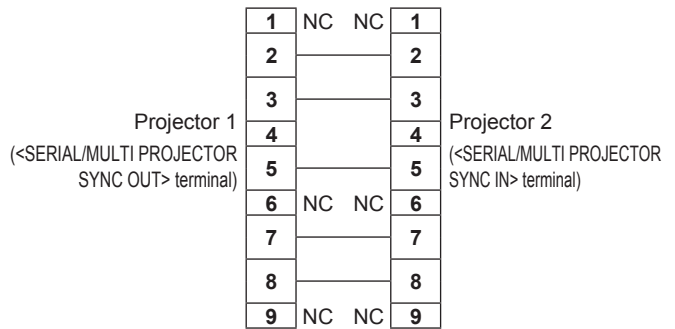 1 NC NC 1
2 2
3 3
Projector 1
(<SERIAL/MULTI PROJECTOR
SYNC OUT> terminal)
4 4
Projector 2
(<SERIAL/MULTI PROJECTOR
SYNC IN> terminal)
5 5
6 NC NC 6
7 7
8 8
9 NC NC 9